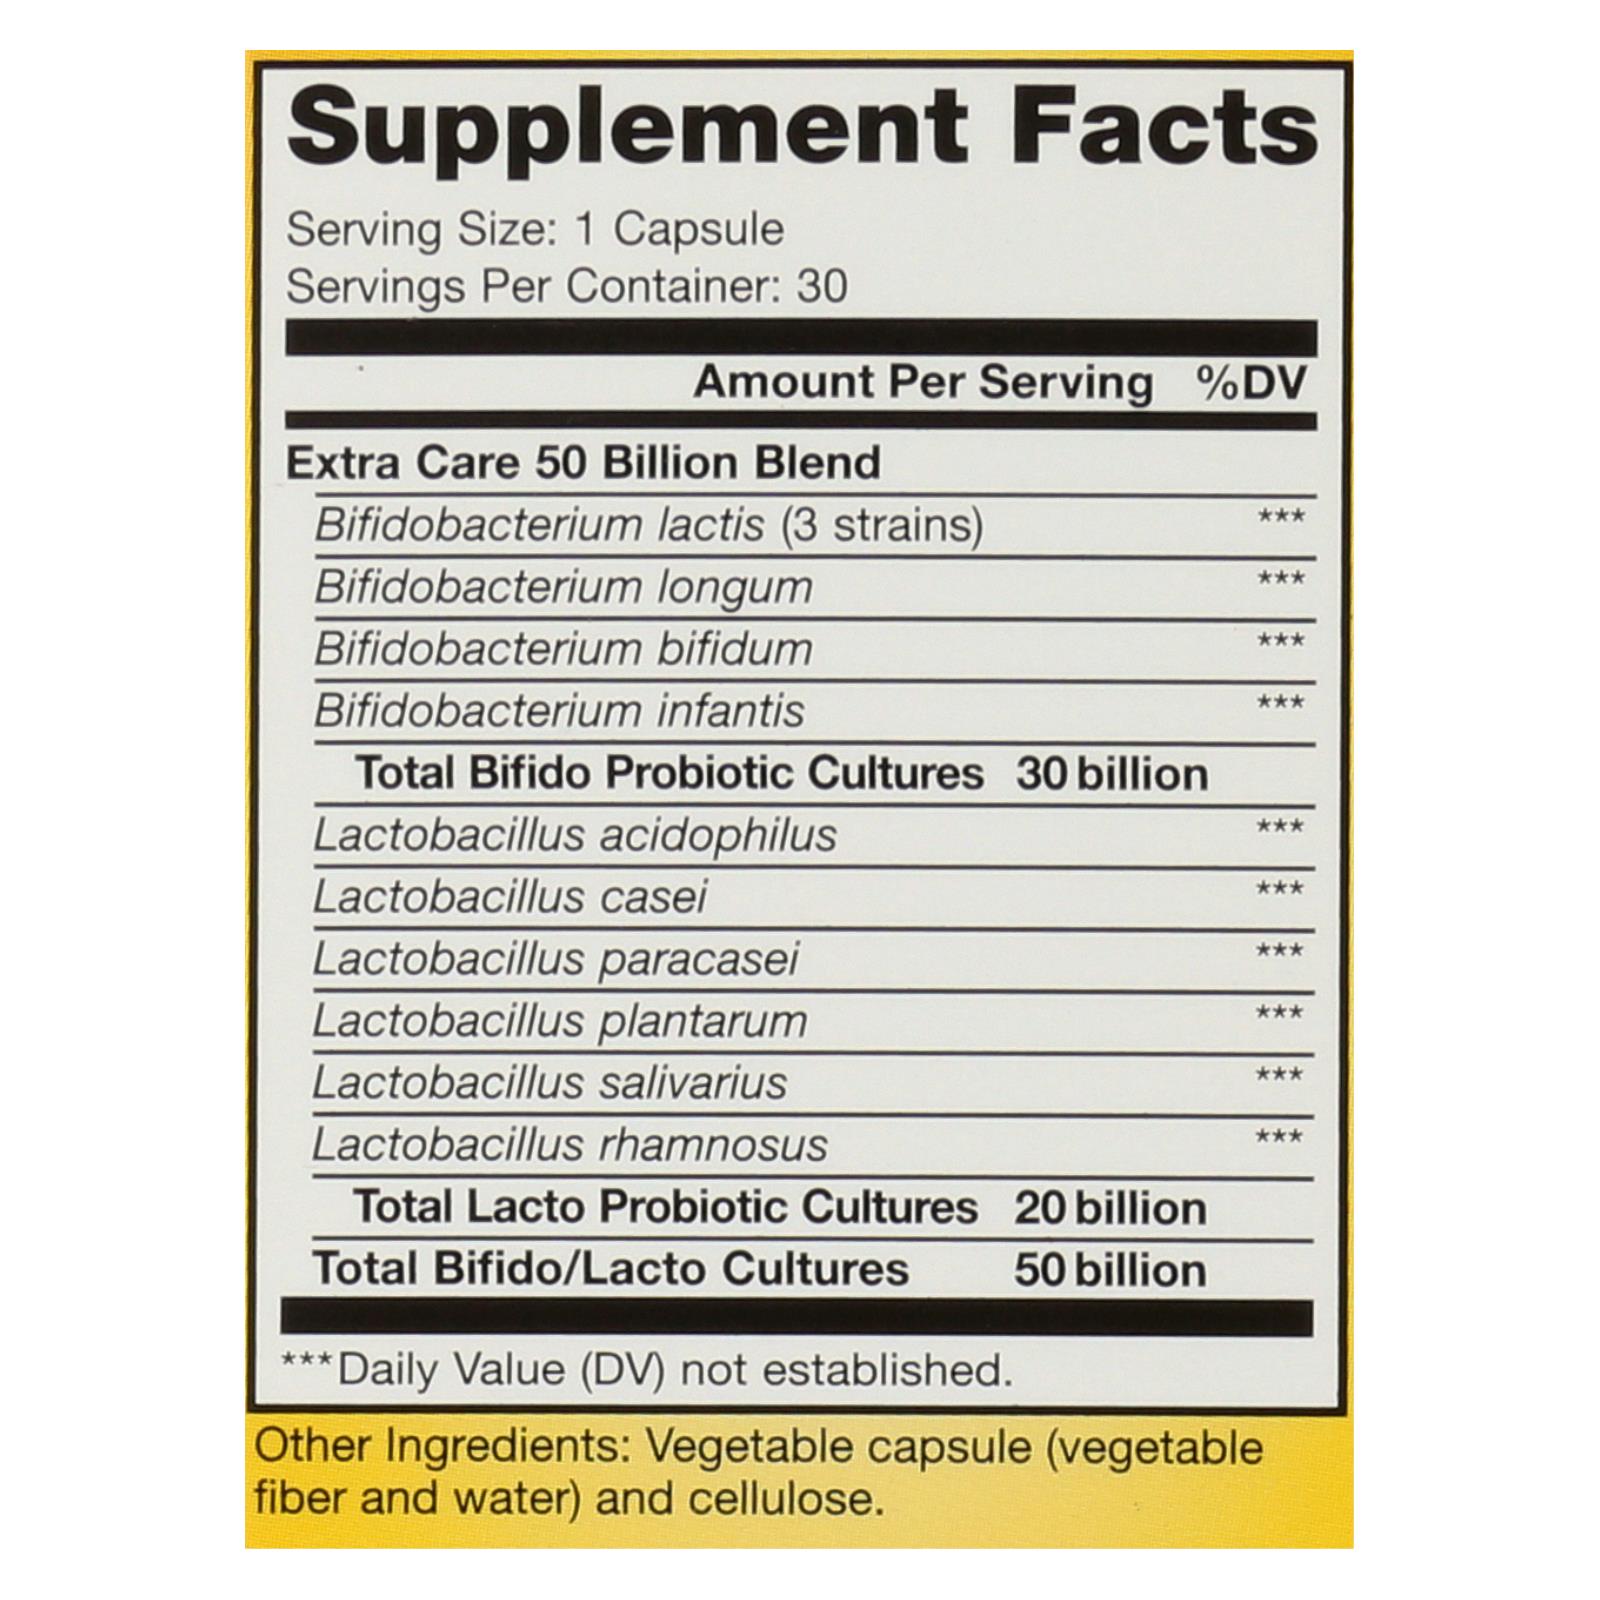 Supplement Facts
Serving Size: 1 Capsule
Servings Per Container: 30
Amount Per Serving %DV
Extra Care 50 Billion Blend
Bifidobacterium lactis (3 strains) ***
Bifidobacterium longum ***
Bifidobacterium bifidum ***
Bifidobacterium infantis ***
Total Bifido Probiotic Cultures 30 billion
Lactobacillus acidophilus ***
Lactobacillus casei ***
Lactobacillus paracasei ***
Lactobacillus plantarum ***
Lactobacillus salivarius ***
Lactobacillus rhamnosus ***
Total Lacto Probiotic Cultures 20 billion
Total Bifido/Lacto Cultures 50 billion
***Daily Value (DV) not established.
Other Ingredients: Vegetable capsule (vegetable
fiber and water) and cellulose.